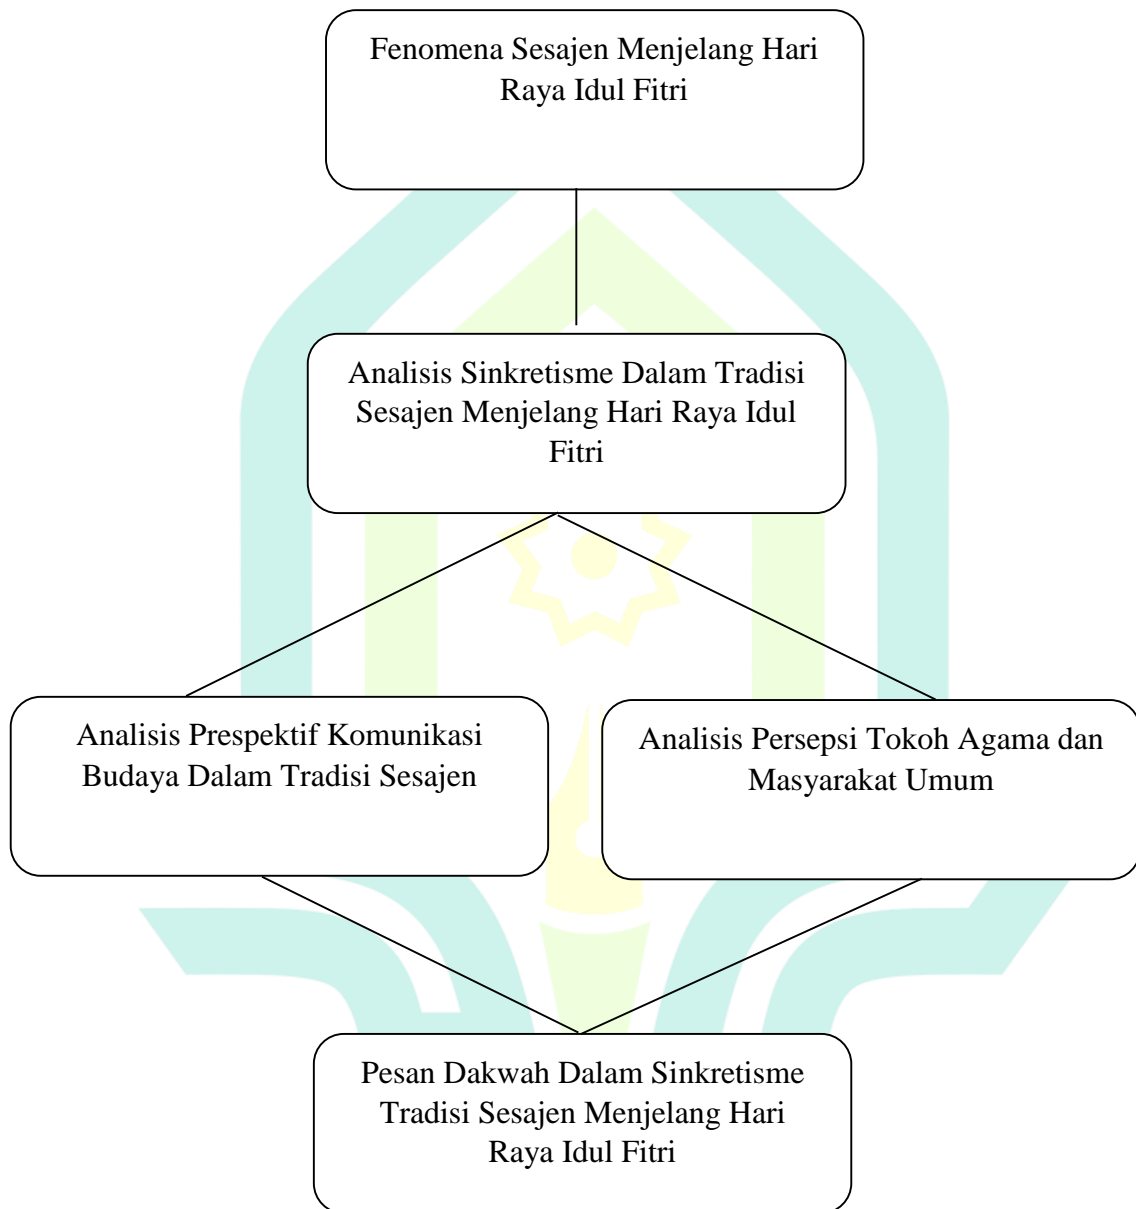 Fenomena Sesajen Menjelang Hari
Raya Idul Fitri
Analisis Sinkretisme Dalam Tradisi
Sesajen Menjelang Hari Raya Idul
Fitri
Analisis Prespektif Komunikasi
Budaya Dalam Tradisi Sesajen
Analisis Persepsi Tokoh Agama dan
Masyarakat Umum
Pesan Dakwah Dalam Sinkretisme
Tradisi Sesajen Menjelang Hari
Raya Idul Fitri